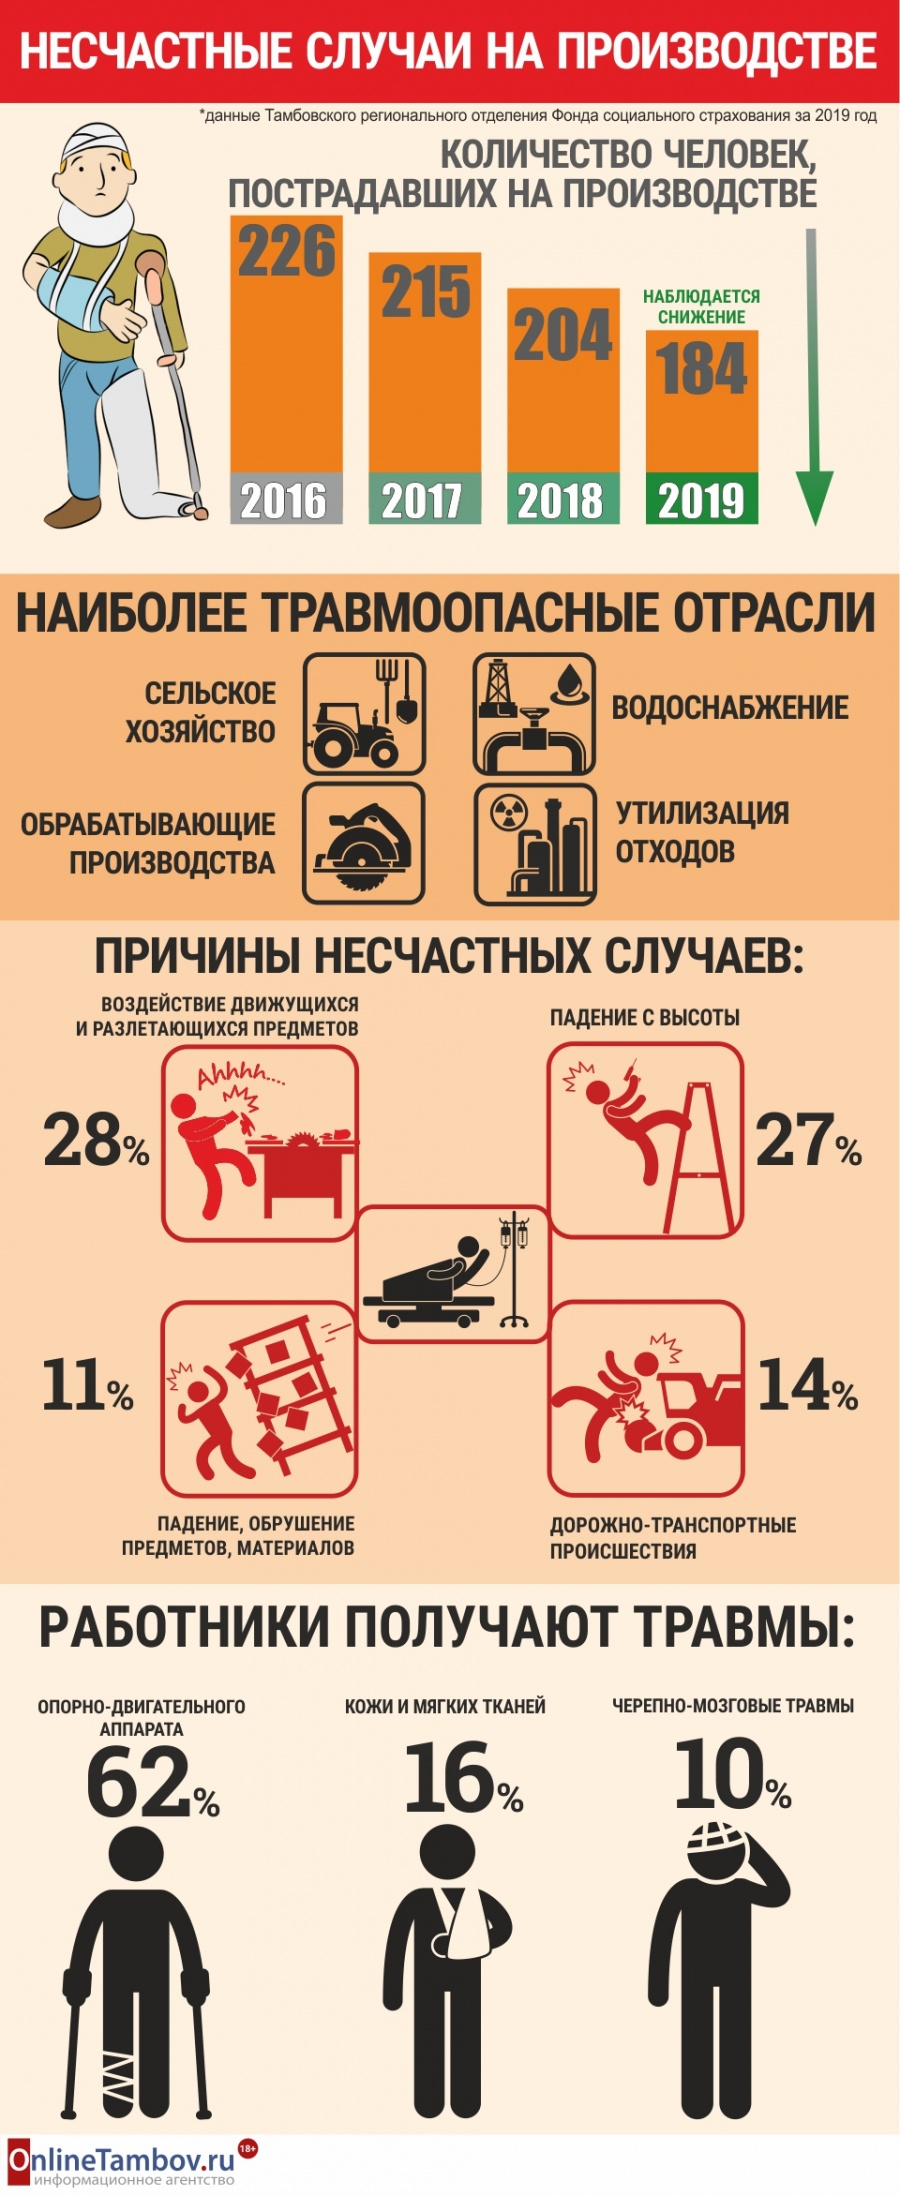 НЕСЧАСТНЫЕ СЛУЧАИ НА ПРОИЗВОДСТВЕ
*данные Тамбовского регионального отделения Фонда социального страхования за 2019 год
КОЛИЧЕСТВО ЧЕЛОВЕК,
ПОСТРАДАВШИХ НА ПРОИЗВОДСТВЕ
226
215
204
НАБЛЮДАЕТСЯ
СНИЖЕНИЕ
184
2016
2017
2018
2019
НАИБОЛЕЕ ТРАВМООПАСНЫЕ ОТРАСЛИ
СЕЛЬСКОЕ
ХОЗЯЙСТВО
ВОДОСНАБЖЕНИЕ
ОБРАБАТЫВАЮЩИЕ
ПРОИЗВОДСТВА
УТИЛИЗАЦИЯ
ОТХОДОВ
ПРИЧИНЫ НЕСЧАСТНЫХ СЛУЧАЕВ:
ВОЗДЕЙСТВИЕ ДВИЖУЩИХСЯ
И РАЗЛЕТАЮЩИХСЯ ПРЕДМЕТОВ
28%
Ahhhh....
ПАДЕНИЕ С ВЫСОТЫ
27%
11%
ПАДЕНИЕ, ОБРУШЕНИЕ
ПРЕДМЕТОВ, МАТЕРИАЛОВ
14%
ДОРОЖНО-ТРАНСПОРТНЫЕ
ПРОИСШЕСТВИЯ
РАБОТНИКИ ПОЛУЧАЮТ ТРАВМЫ:
ОПОРНО-ДВИГАТЕЛЬНОГО
АППАРАТА
62%
КОЖИ И МЯГКИХ ТКАНЕЙ
16%
ЧЕРЕПНО-МОЗГОВЫЕ ТРАВМЫ
10%
OnlineTambov.ru 18+
информационное агентство